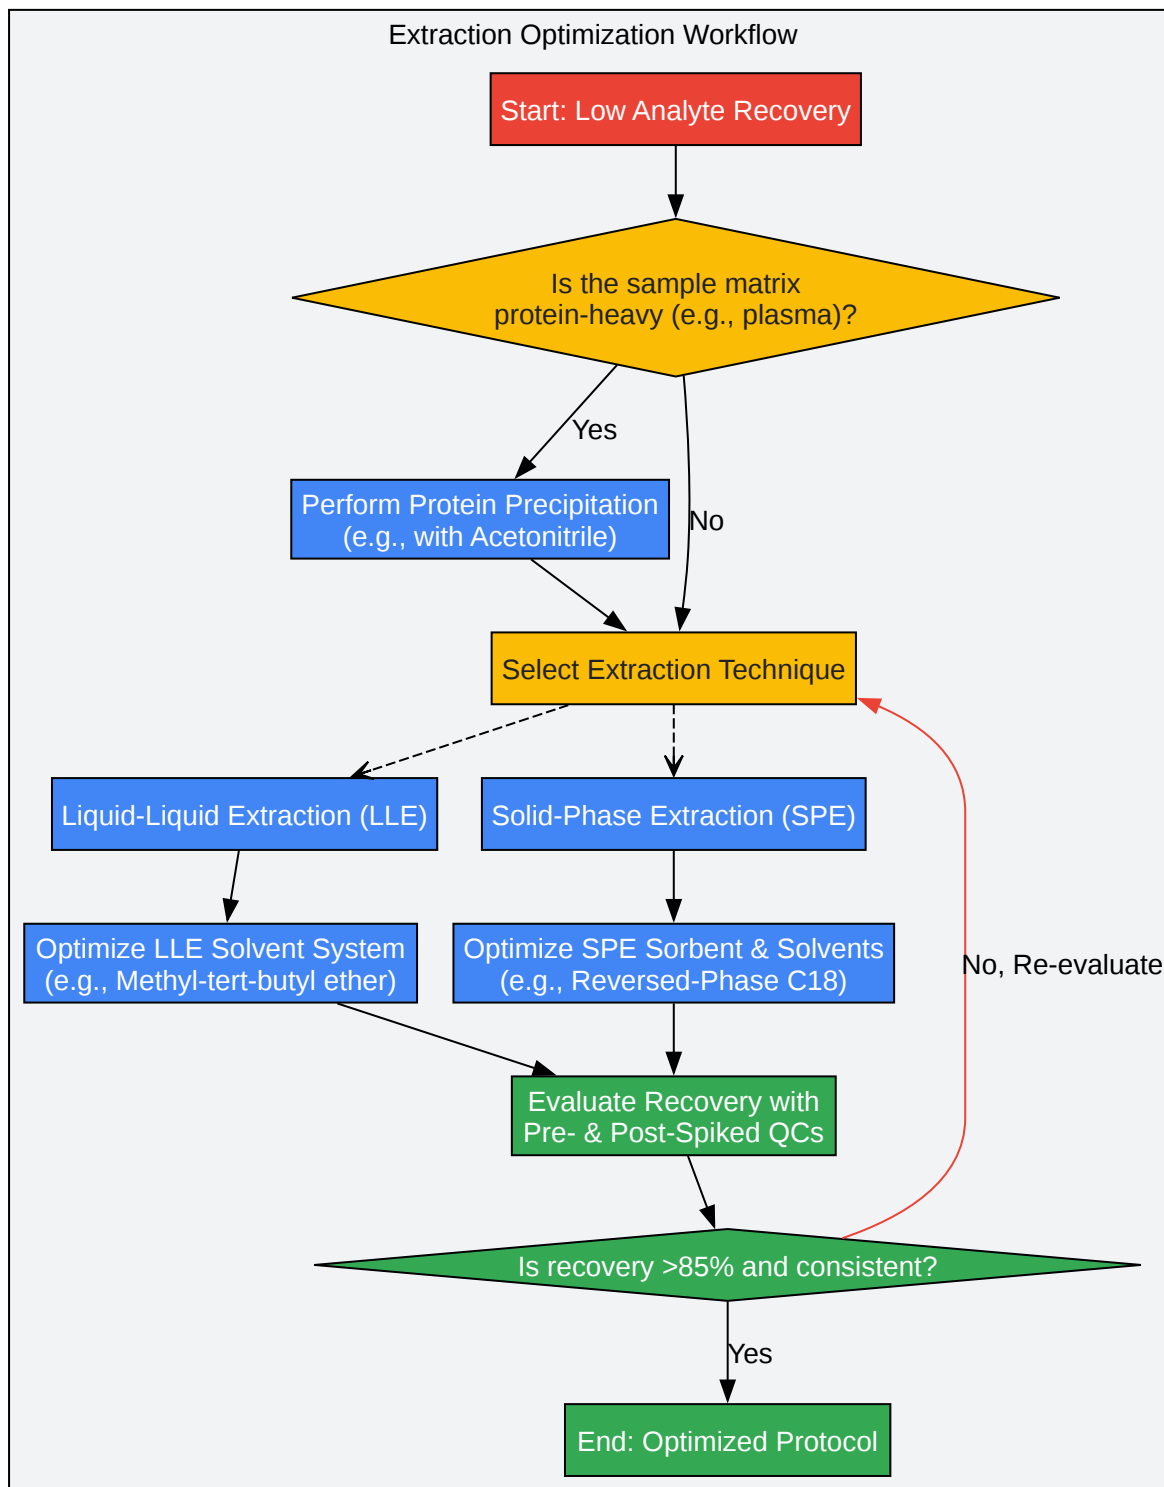 Extraction Optimization Workflow
Start: Low Analyte Recovery
Is the sample matrix
protein-heavy (e.g., plasma)?
Yes
Perform Protein Precipitation
(e.g., with Acetonitrile)
No
Select Extraction Technique
Liquid-Liquid Extraction (LLE)
Solid-Phase Extraction (SPE)
Optimize LLE Solvent System
(e.g., Methyl-tert-butyl ether)
Optimize SPE Sorbent & Solvents
(e.g., Reversed-Phase C18)
No, Re-evaluate
Evaluate Recovery with
Pre- & Post-Spiked QCs
Is recovery >85% and consistent?
Yes
End: Optimized Protocol